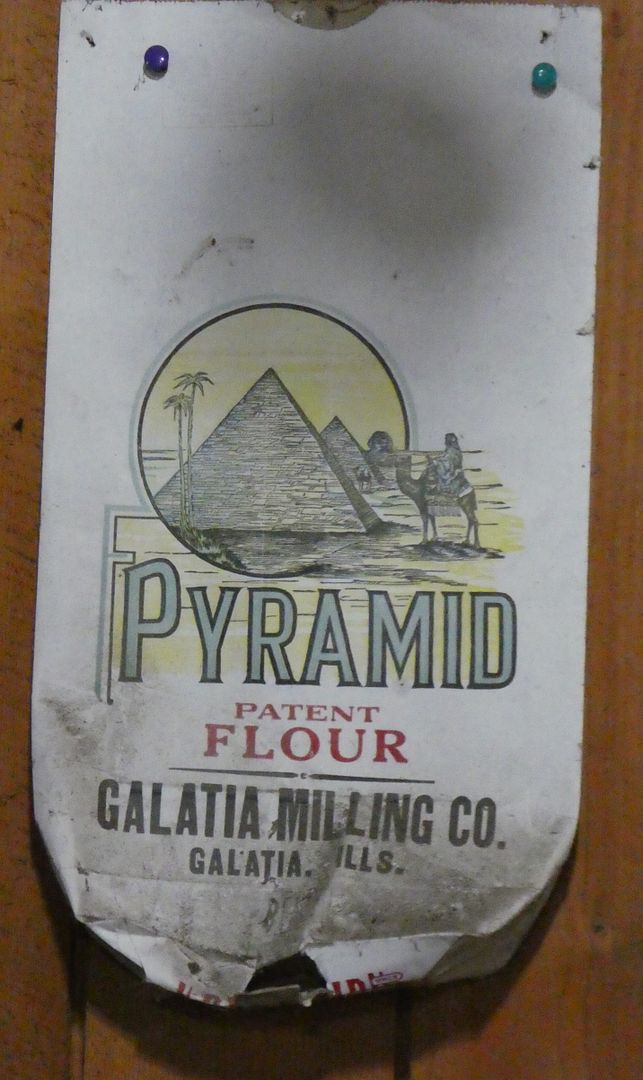 PYRAMID
PATENT
FLOUR
GALATIA MILLING CO.
GALATIA. ILLS.